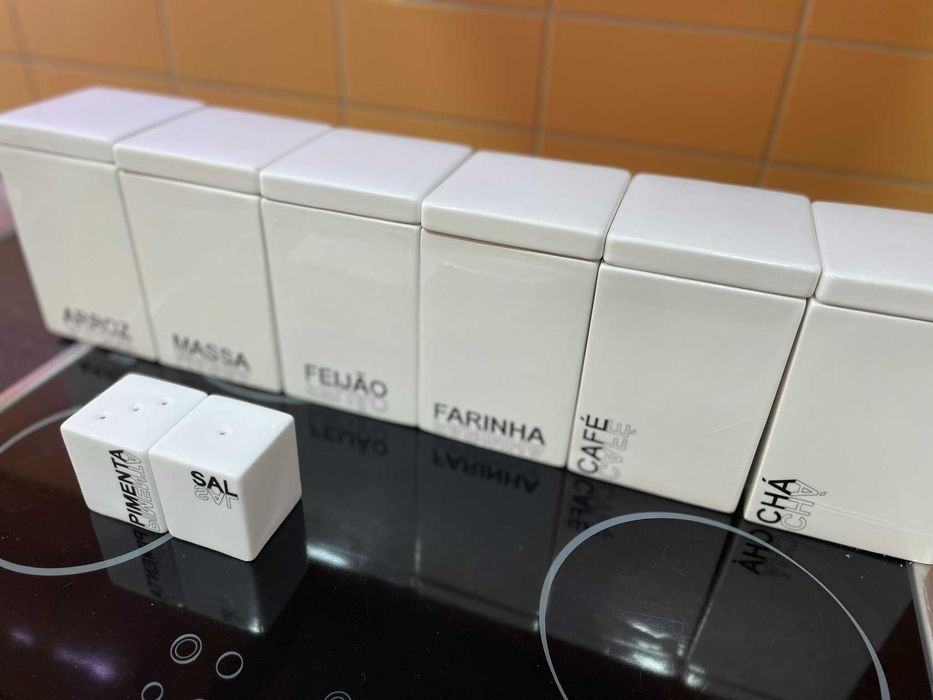 ARROZ
MASSA
FEIJÃO
FARINHA
CAFÉ
CHÁ
PIMENTA
SAL